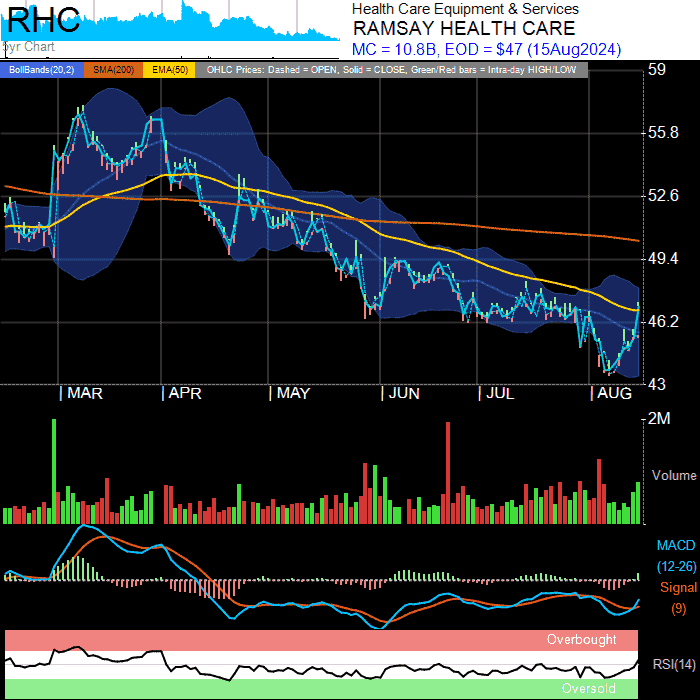 RHC
5yr Chart
Health Care Equipment & Services
RAMSAY HEALTH CARE
MC = 10.8B, EOD = $47 (15Aug2024)
BollBands(20,2) SMA(200) EMA(50) OHLC Prices: Dashed = OPEN, Solid = CLOSE, Green/Red bars = Intra-day HIGH/LOW
59
55.8
52.6
49.4
46.2
43
MAR APR MAY JUN JUL AUG
2M
Volume
MACD
(12-26)
Signal
(9)
Overbought
RSI(14)
Oversold